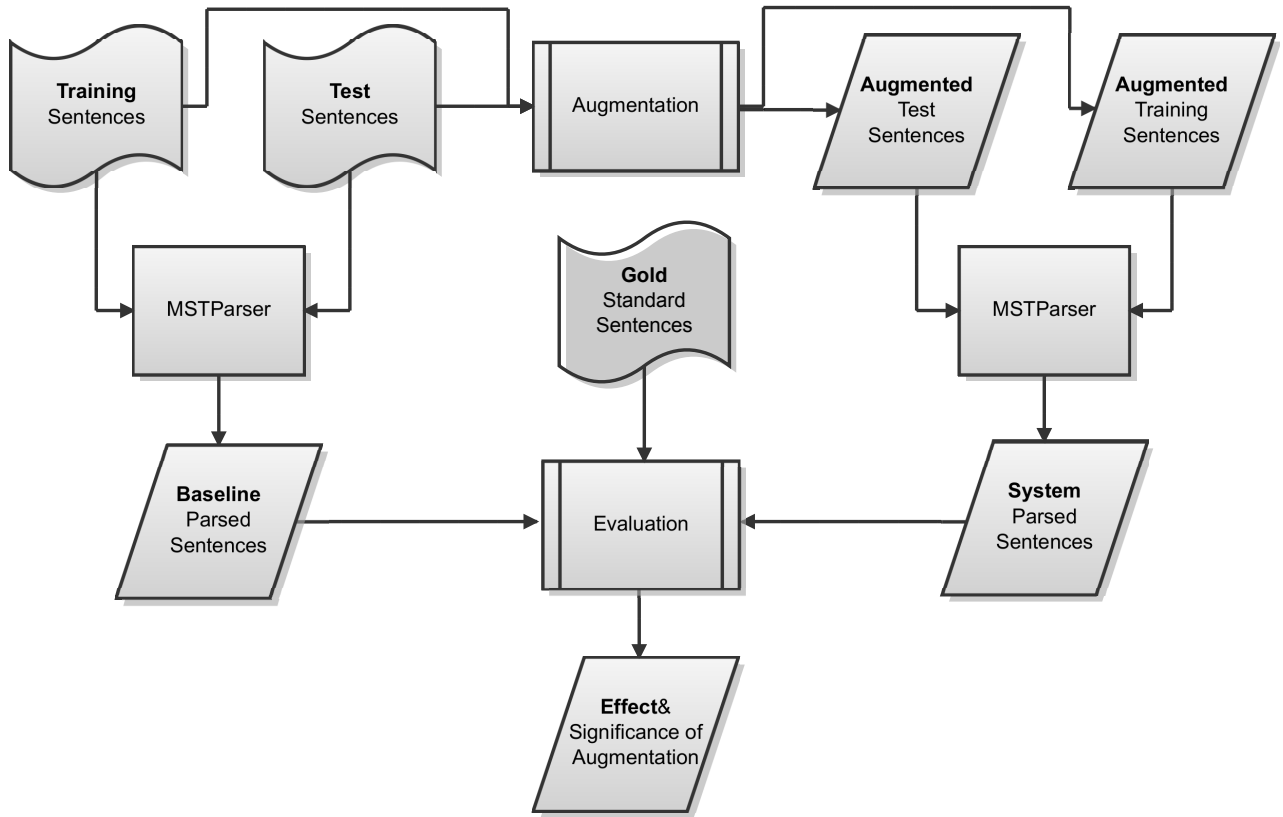 Training
Sentences
Test
Sentences
Augmentation
Augmented
Test
Sentences
Augmented
Training
Sentences
MSTParser
Gold
Standard
Sentences
MSTParser
Baseline
Parsed
Sentences
Evaluation
System
Parsed
Sentences
Effect&
Significance of
Augmentation